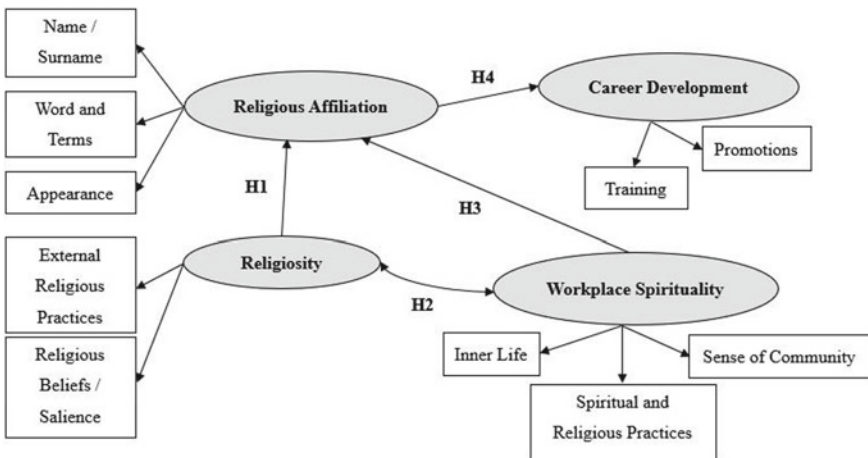 Name /
Surname
Word and
Terms
Appearance
External
Religious
Practices
Religious
Beliefs /
Salience
Religious Affiliation
H4
Career Development
Promotions
Training
H1
H3
Religiosity
H2
Workplace Spirituality
Inner Life
Sense of Community
Spiritual and
Religious Practices